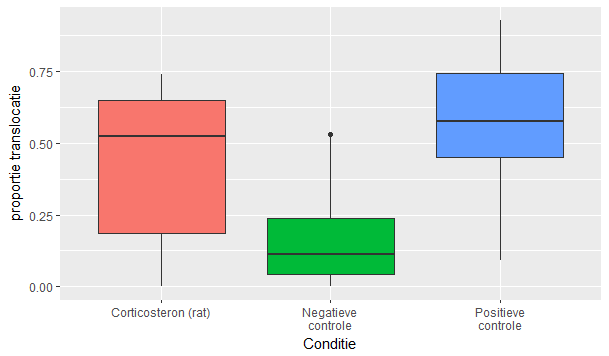 proportie translocatie
0.75
0.50
0.25
0.00
Corticosteron (rat)
Negatieve
controle
Positieve
controle
Conditie